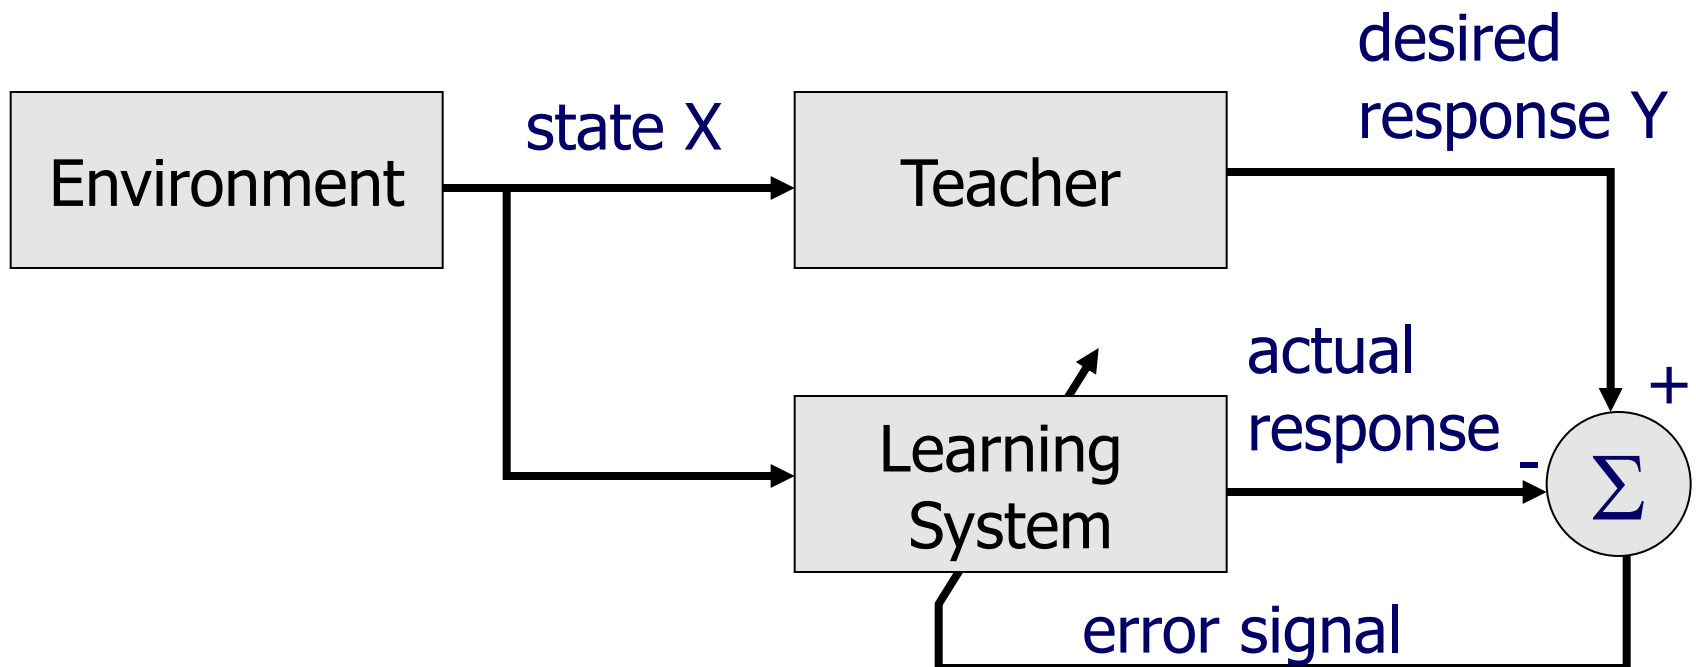 desired
response Y
state X
Environment
Teacher
actual
response
+
-
Learning
System
Σ
error signal